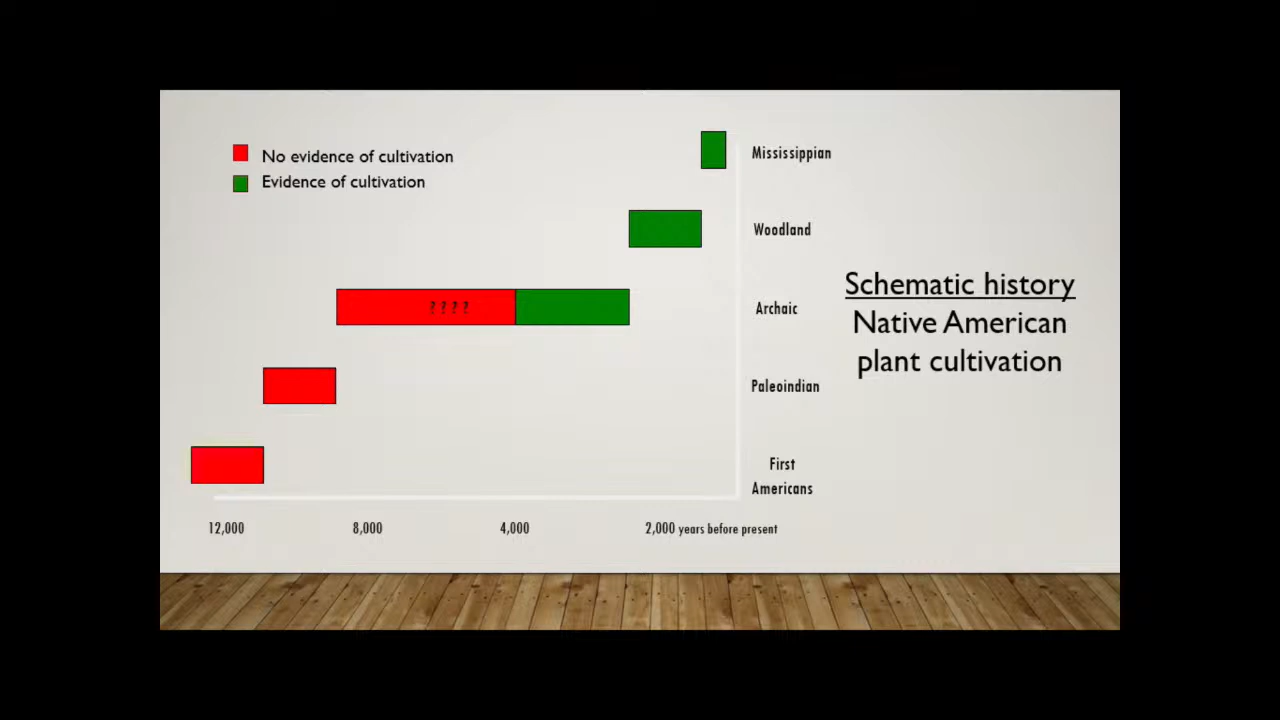 No evidence of cultivation
Evidence of cultivation
Mississippian
Woodland
? ? ? ?
Archaic
Paleoindian
First
Americans
12,000
8,000
4,000
2,000 years before present
Schematic history
Native American
plant cultivation